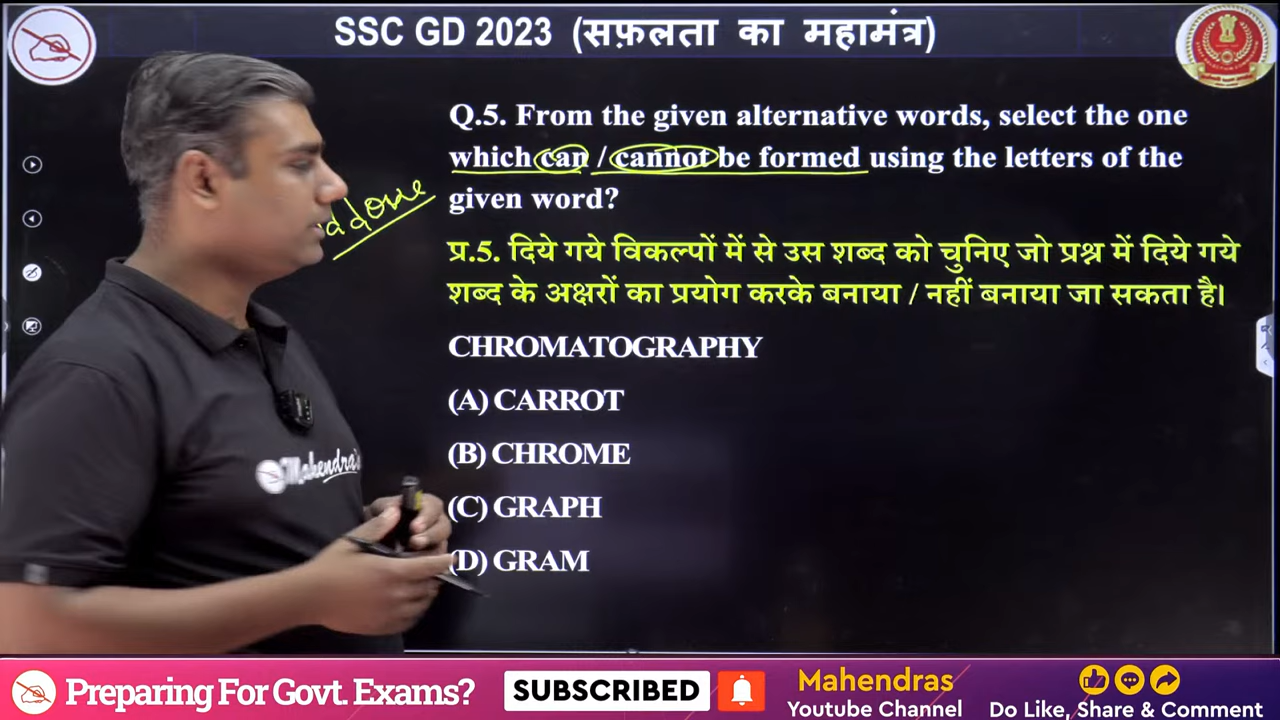 SSC GD 2023 (सफ़लता का महामंत्र)
Q.5. From the given alternative words, select the one
which can / cannot be formed using the letters of the
given word?
प्र.5. दिये गये विकल्पों में से उस शब्द को चुनिए जो प्रश्न में दिये गये
शब्द के अक्षरों का प्रयोग करके बनाया / नहीं बनाया जा सकता है।
CHROMATOGRAPHY
(A) CARROT
(B) CHROME
(C) GRAPH
(D) GRAM
Mahendra's
Preparing For Govt. Exams?
SUBSCRIBED
Mahendras
YouTube Channel
Do Like, Share & Comment